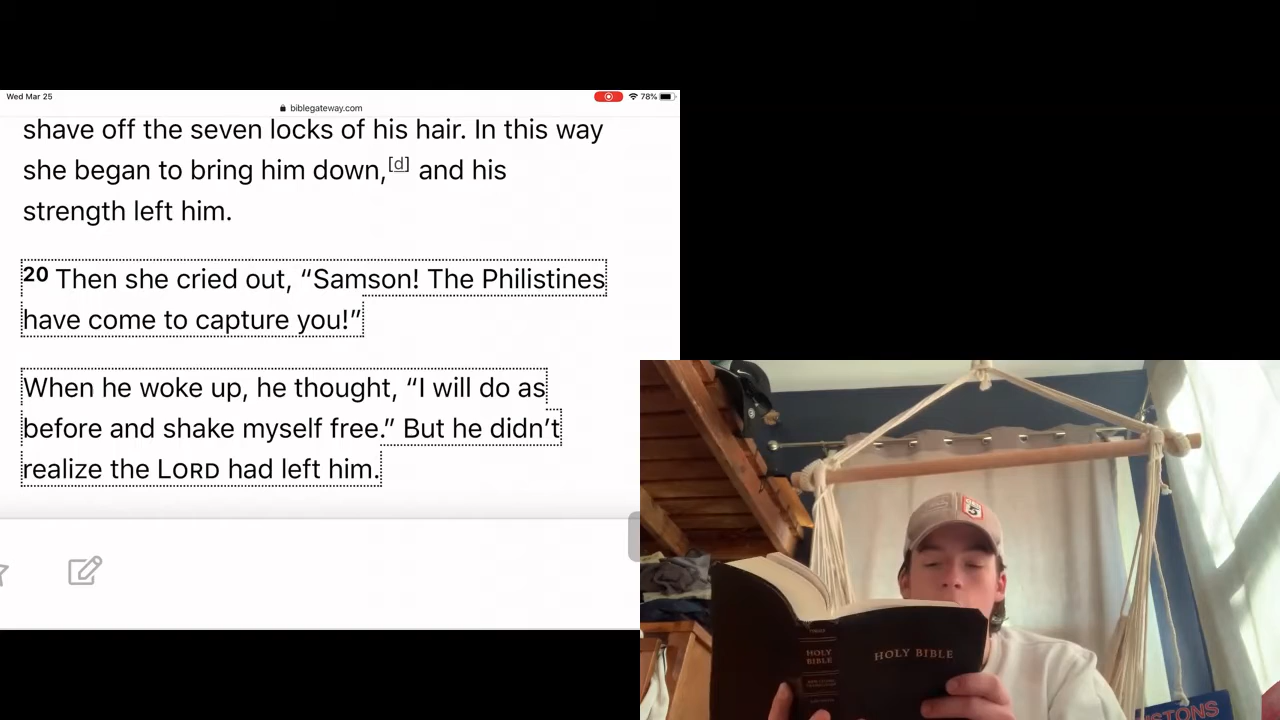 Wed Mar 25
78%
biblegateway.com
shave off the seven locks of his hair. In this way
she began to bring him down,[d] and his
strength left him.
20 Then she cried out, “Samson! The Philistines
have come to capture you!”
When he woke up, he thought, “I will do as
before and shake myself free.” But he didn’t
realize the LORD had left him.
5
HOLY
BIBLE
HOLY BIBLE